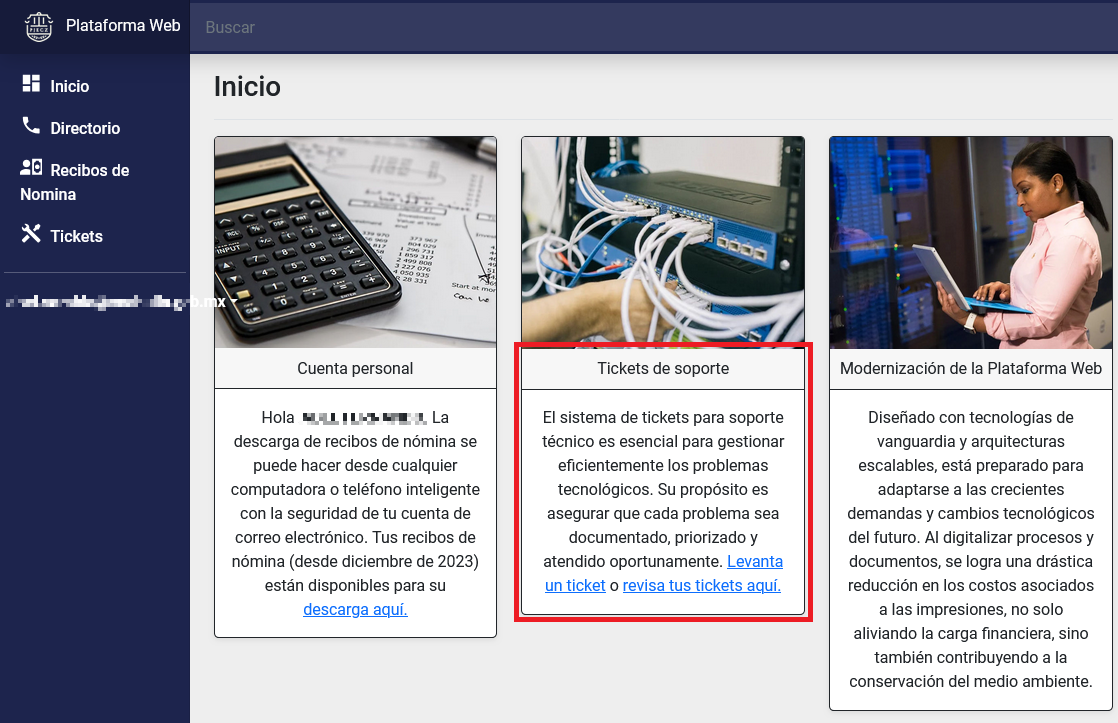 PJECZ
Plataforma Web
Buscar
Inicio
Directorio
Recibos de
Nomina
Tickets
.mx
Inicio
Cuenta personal
Hola
. La
descarga de recibos de nómina se
puede hacer desde cualquier
computadora o teléfono inteligente
con la seguridad de tu cuenta de
correo electrónico. Tus recibos de
nómina (desde diciembre de 2023)
están disponibles para su
descarga aquí.
Tickets de soporte
El sistema de tickets para soporte
técnico es esencial para gestionar
eficientemente los problemas
tecnológicos. Su propósito es
asegurar que cada problema sea
documentado, priorizado y
atendido oportunamente. Levanta
un ticket o revisa tus tickets aquí.
Modernización de la Plataforma Web
Diseñado con tecnologías de
vanguardia y arquitecturas
escalables, está preparado para
adaptarse a las crecientes
demandas y cambios tecnológicos
del futuro. Al digitalizar procesos y
documentos, se logra una drástica
reducción en los costos asociados
a las impresiones, no solo
aliviando la carga financiera, sino
también contribuyendo a la
conservación del medio ambiente.